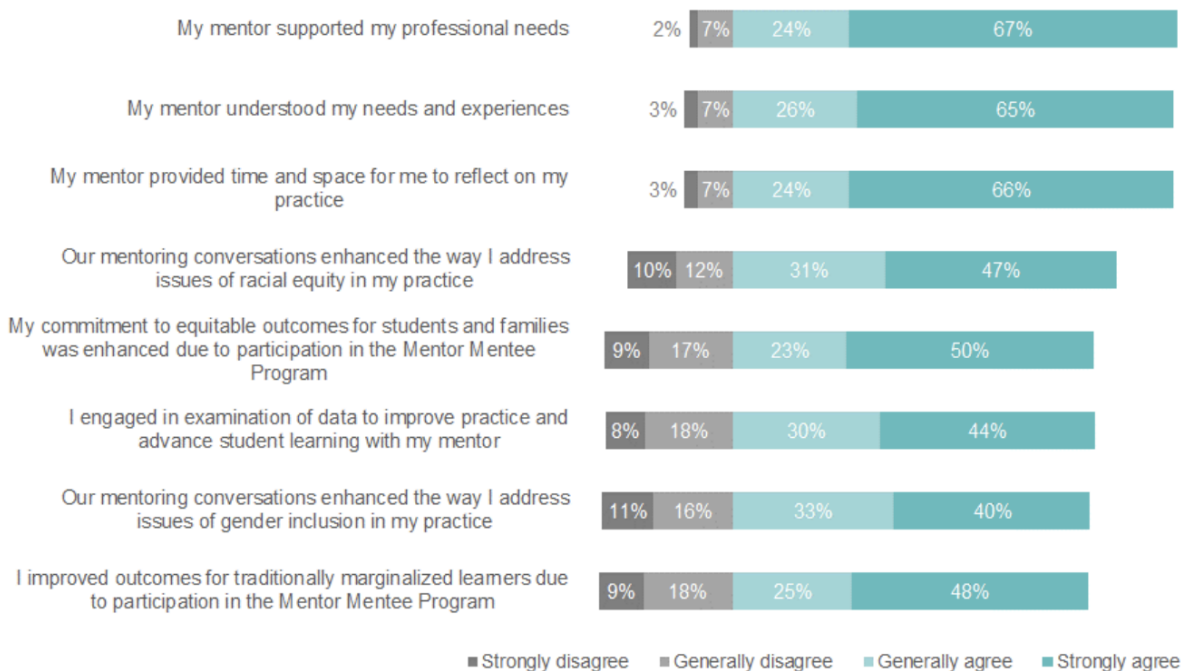 My mentor supported my professional needs
2% 7% 24% 67%
My mentor understood my needs and experiences
3% 7% 26% 65%
My mentor provided time and space for me to reflect on my
practice
3% 7% 24% 66%
Our mentoring conversations enhanced the way I address
issues of racial equity in my practice
10% 12% 31% 47%
My commitment to equitable outcomes for students and families
was enhanced due to participation in the Mentor Mentee
Program
9% 17% 23% 50%
I engaged in examination of data to improve practice and
advance student learning with my mentor
8% 18% 30% 44%
Our mentoring conversations enhanced the way I address
issues of gender inclusion in my practice
11% 16% 33% 40%
I improved outcomes for traditionally marginalized learners due
to participation in the Mentor Mentee Program
9% 18% 25% 48%
Strongly disagree Generally disagree Generally agree Strongly agree